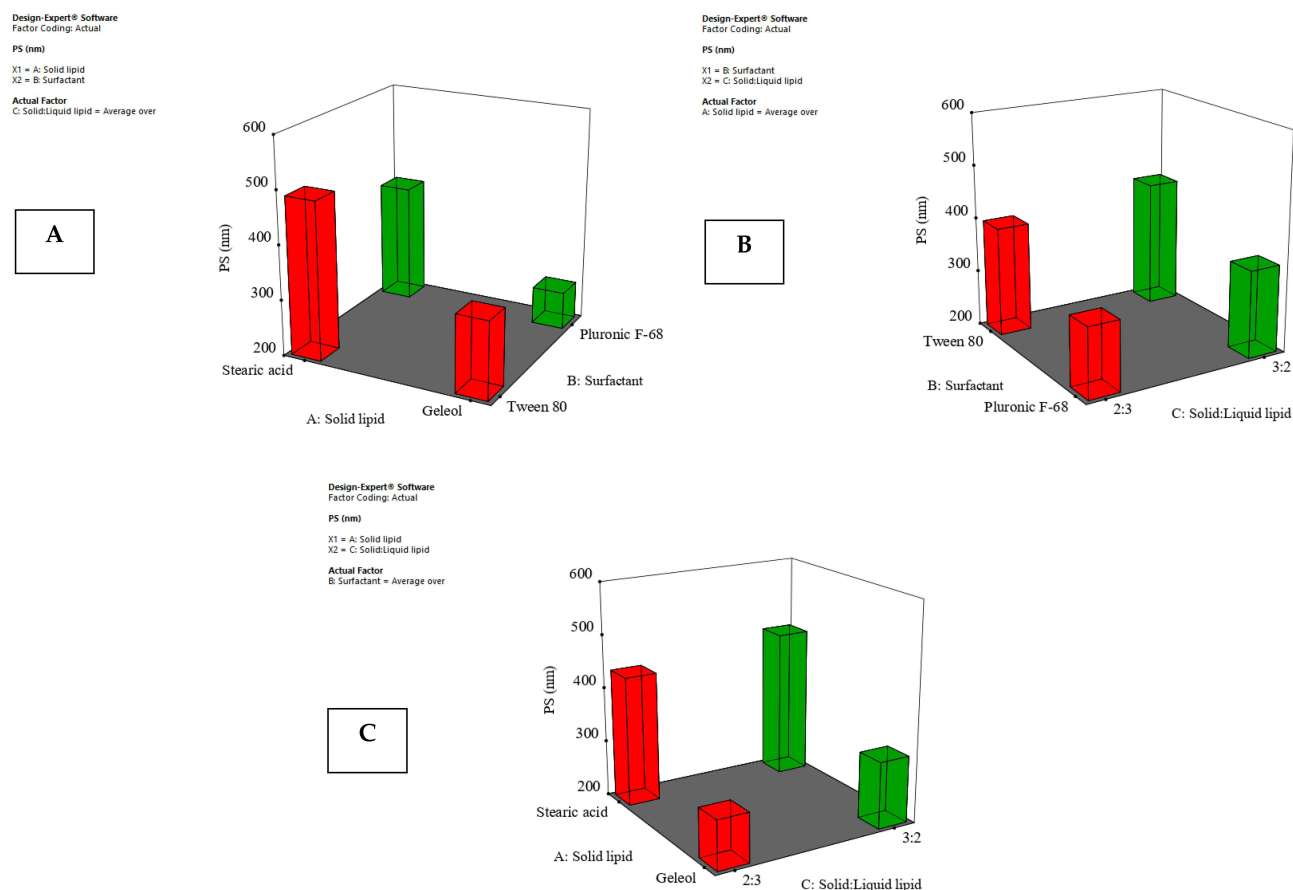 Design-Expert® Software
Factor Coding: Actual
PS (nm)
X1 = A: Solid lipid
X2 = B: Surfactant
Actual Factor
C: Solid:Liquid lipid = Average over
A
600
500
400
300
200
PS (nm)
Stearic acid
Geleol
A: Solid lipid
Tween 80
Pluronic F-68
B: Surfactant
Design-Expert® Software
Factor Coding: Actual
PS (nm)
X1 = B: Surfactant
X2 = C: Solid:Liquid lipid
Actual Factor
A: Solid lipid = Average over
B
600
500
400
300
200
PS (nm)
Tween 80
B: Surfactant
Pluronic F-68
2:3
3:2
C: Solid:Liquid lipid
Design-Expert® Software
Factor Coding: Actual
PS (nm)
X1 = A: Solid lipid
X2 = C: Solid:Liquid lipid
Actual Factor
B: Surfactant = Average over
C
600
500
400
300
200
PS (nm)
Stearic acid
A: Solid lipid
Geleol
2:3
3:2
C: Solid:Liquid lipid